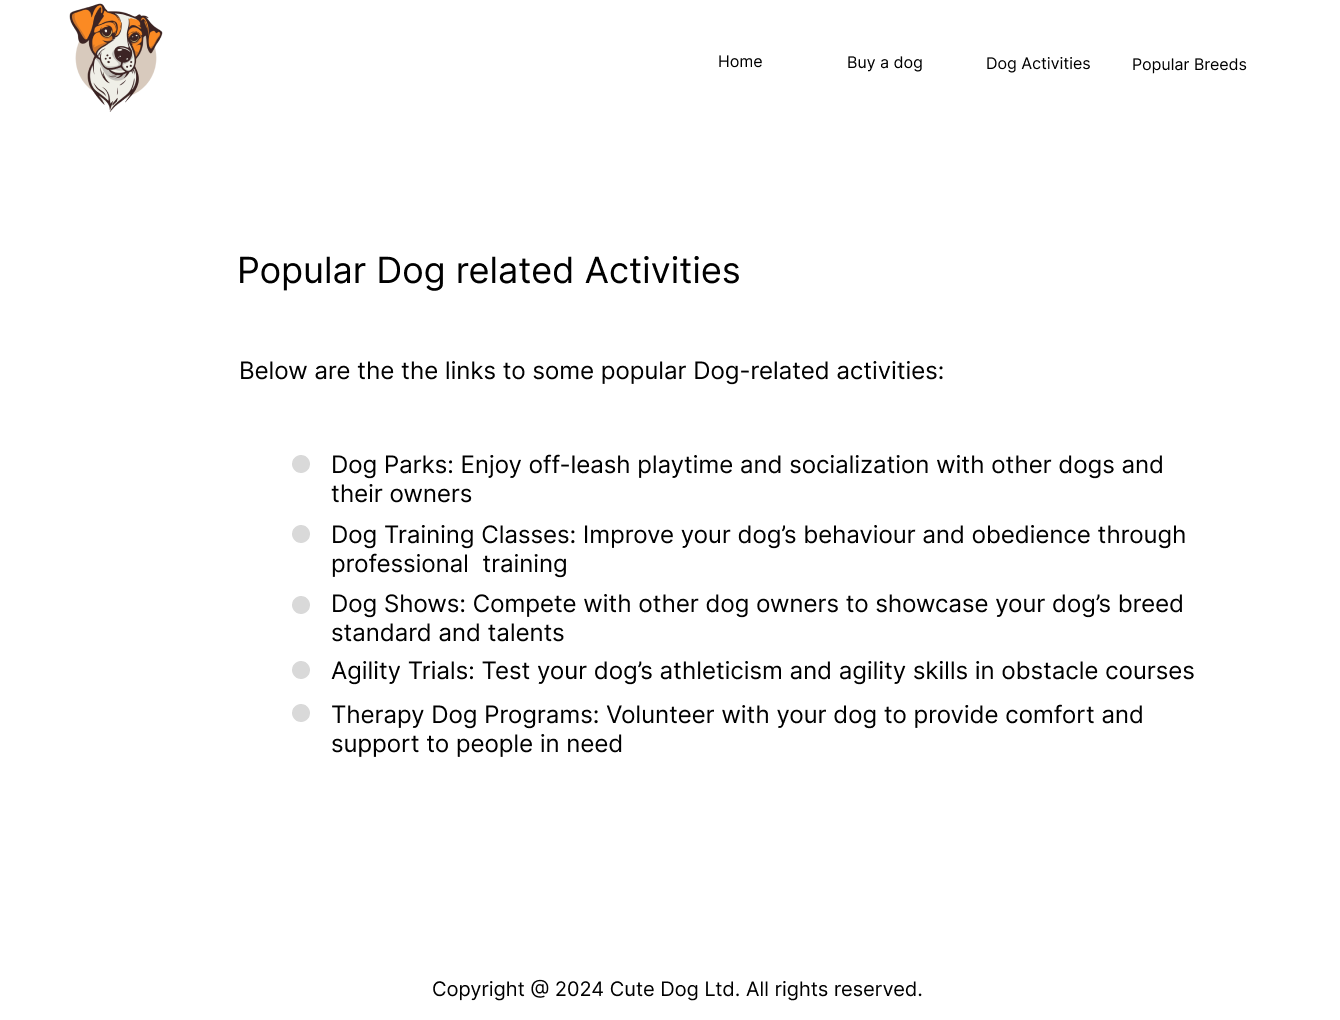 Home Buy a dog Dog Activities Popular Breeds
Popular Dog related Activities
Below are the the links to some popular Dog-related activities:
Dog Parks: Enjoy off-leash playtime and socialization with other dogs and
their owners
Dog Training Classes: Improve your dog’s behaviour and obedience through
professional  training
Dog Shows: Compete with other dog owners to showcase your dog’s breed
standard and talents
Agility Trials: Test your dog’s athleticism and agility skills in obstacle courses
Therapy Dog Programs: Volunteer with your dog to provide comfort and
support to people in need
Copyright @ 2024 Cute Dog Ltd. All rights reserved.